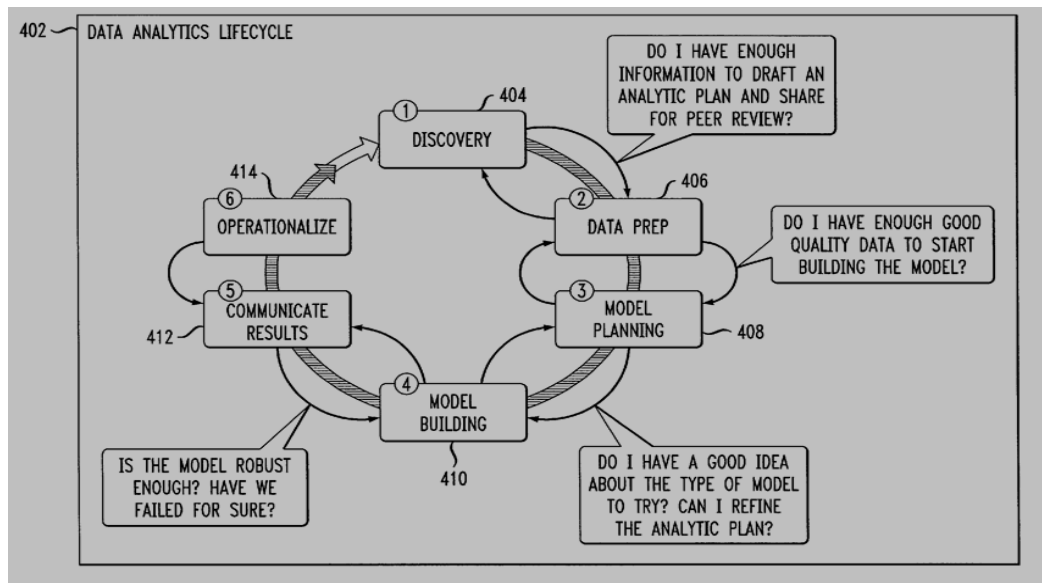 402
DATA ANALYTICS LIFECYCLE
DO I HAVE ENOUGH
INFORMATION TO DRAFT AN
ANALYTIC PLAN AND SHARE
FOR PEER REVIEW?
404
1
DISCOVERY
414
6
OPERATIONALIZE
406
2
DATA PREP
DO I HAVE ENOUGH GOOD
QUALITY DATA TO START
BUILDING THE MODEL?
5
COMMUNICATE
RESULTS
412
3
MODEL
PLANNING
408
4
MODEL
BUILDING
410
IS THE MODEL ROBUST
ENOUGH? HAVE WE
FAILED FOR SURE?
DO I HAVE A GOOD IDEA
ABOUT THE TYPE OF MODEL
TO TRY? CAN I REFINE
THE ANALYTIC PLAN?